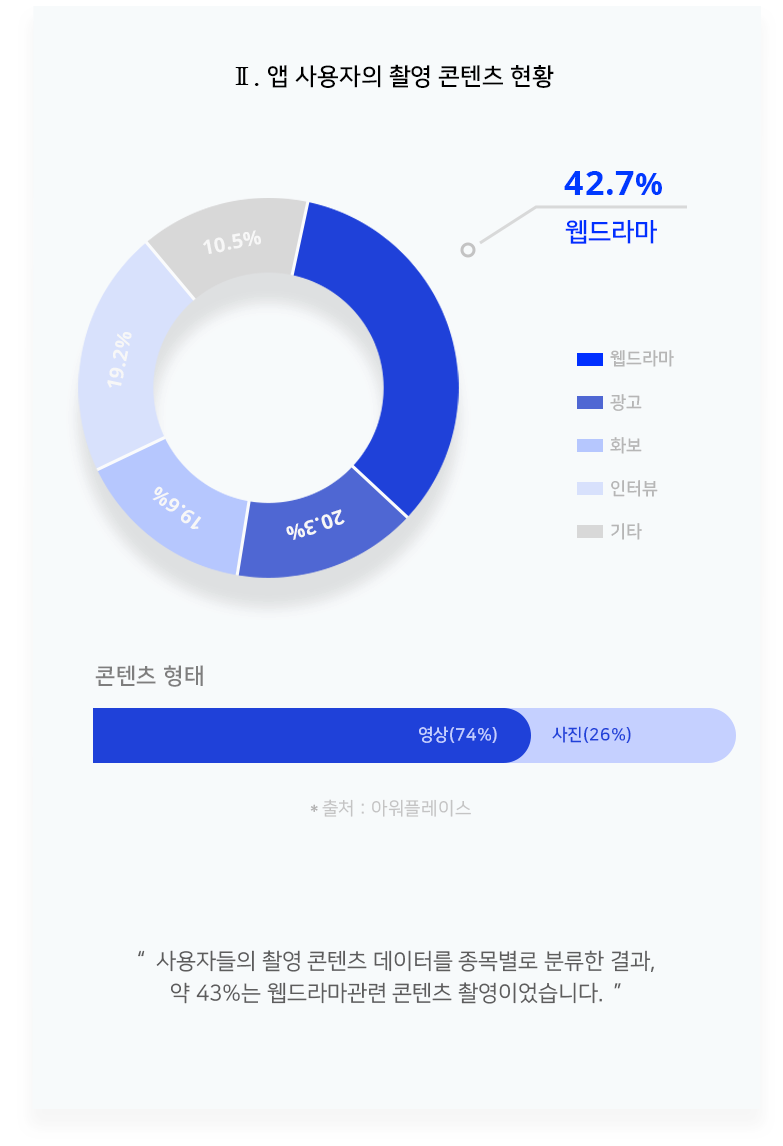 Ⅱ. 앱 사용자의 촬영 콘텐츠 현황
42.7%
웹드라마
10.5%
19.2%
19.6%
20.3%
웹드라마
광고
화보
인터뷰
기타
콘텐츠 형태
영상(74%) 사진(26%)
*출처 : 아워플레이스
“ 사용자들의 촬영 콘텐츠 데이터를 종목별로 분류한 결과,
약 43%는 웹드라마관련 콘텐츠 촬영이었습니다. ”